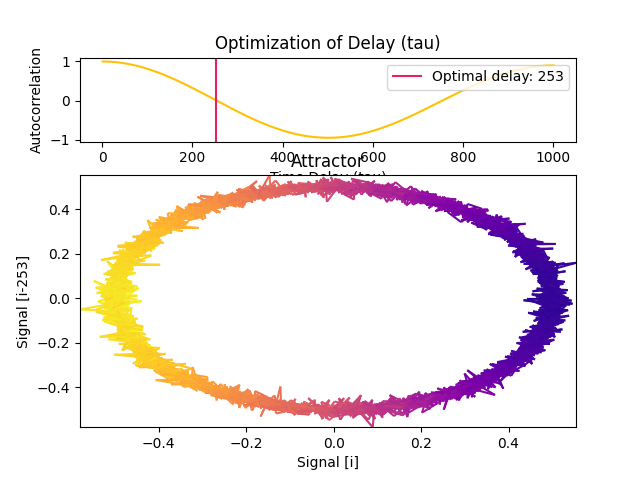 Optimization of Delay (tau)
Autocorrelation
1
0
−1
Optimal delay: 253
0 200 400 600 800 1000
Time Delay (tau)
Attractor
Signal [i-253]
0.4
0.2
0.0
−0.2
−0.4
−0.4 −0.2 0.0 0.2 0.4
Signal [i]